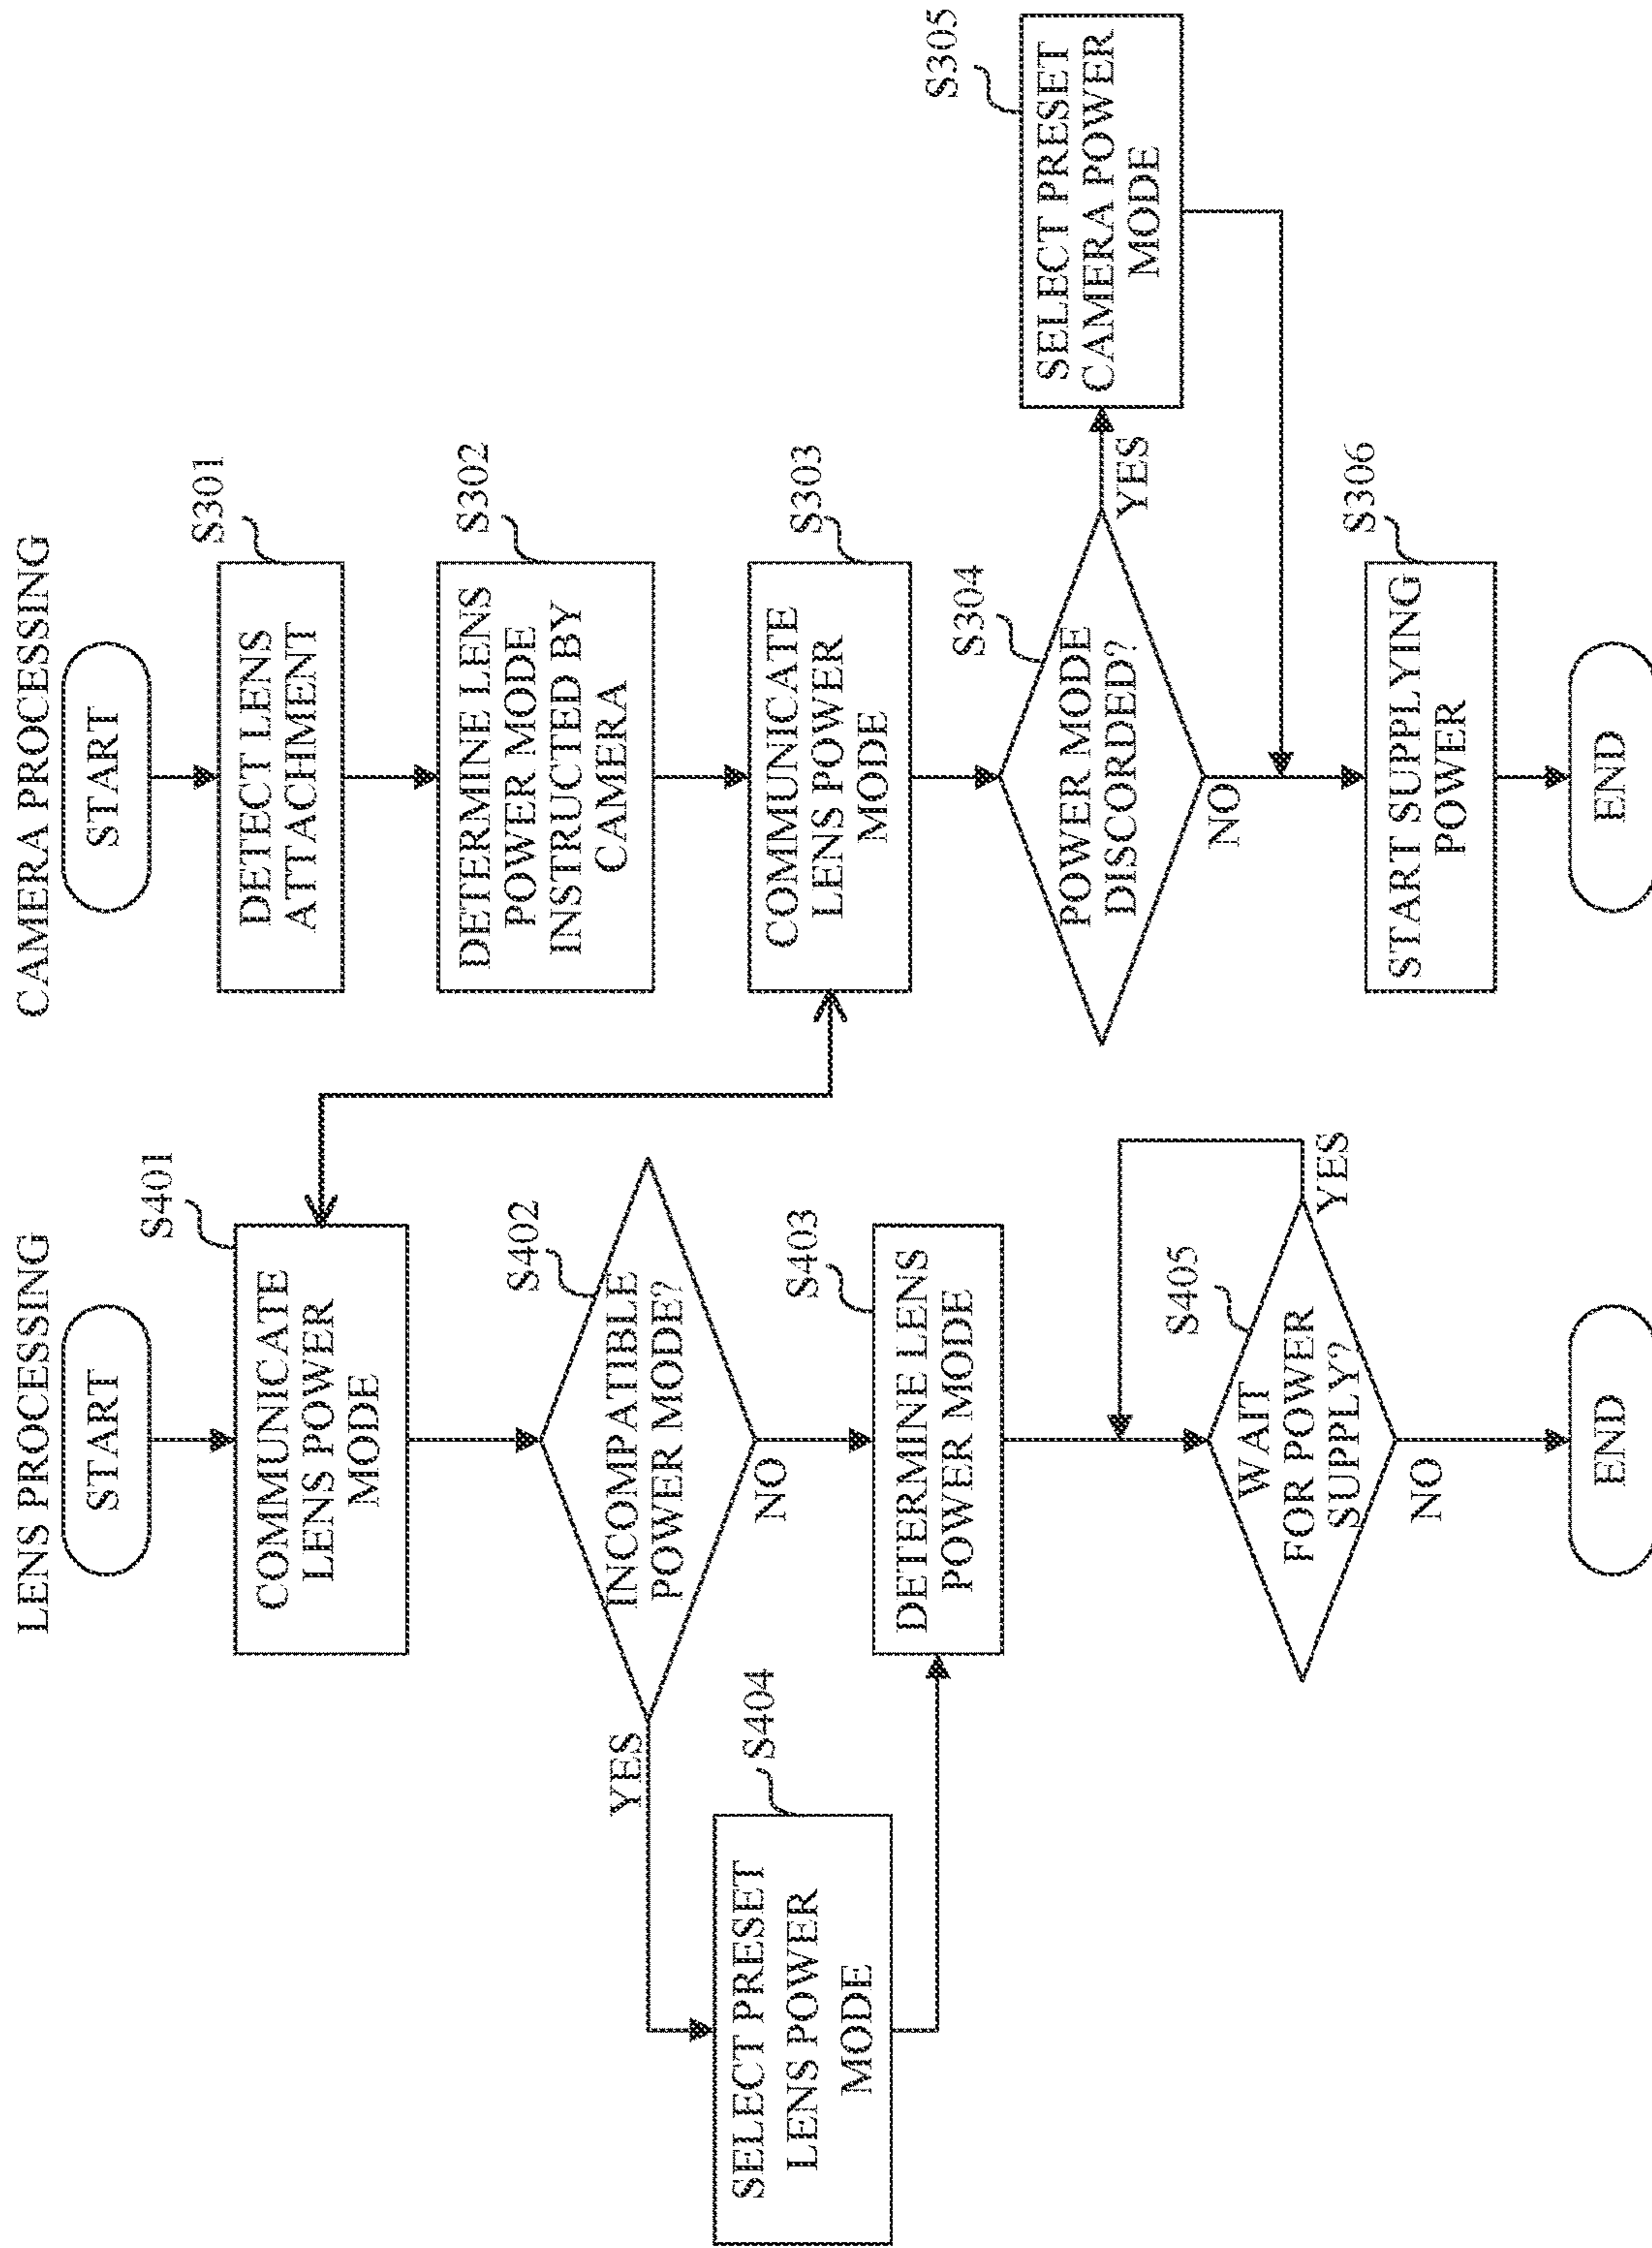 LENS PROCESSING
START
S401
COMMUNICATE
LENS POWER
MODE
S402
INCOMPATIBLE
POWER MODE?
YES
NO
S404
SELECT PRESET
LENS POWER
MODE
S403
DETERMINE LENS
POWER MODE
S405
WAIT
FOR POWER
SUPPLY?
YES
NO
END
CAMERA PROCESSING
START
S301
DETECT LENS
ATTACHMENT
S302
DETERMINE LENS
POWER MODE
INSTRUCTED BY
CAMERA
S303
COMMUNICATE
LENS POWER
MODE
S304
POWER MODE
DISCORDED?
YES
NO
S305
SELECT PRESET
CAMERA POWER
MODE
S306
START SUPPLYING
POWER
END